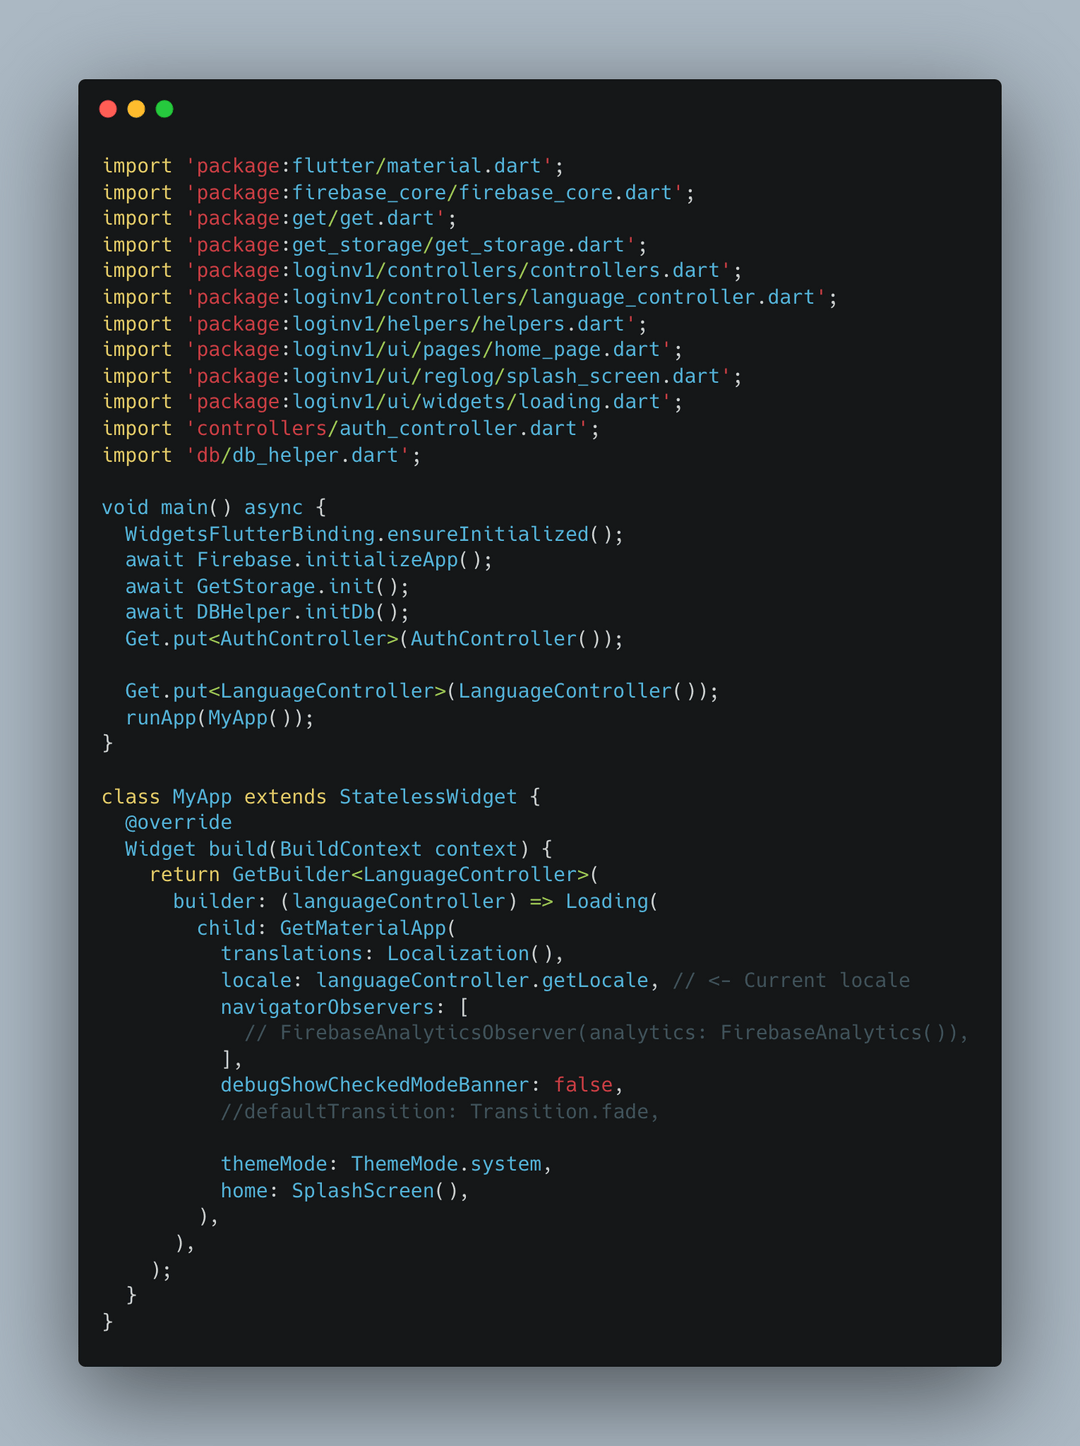 import 'package:flutter/material.dart';
import 'package:firebase_core/firebase_core.dart';
import 'package:get/get.dart';
import 'package:get_storage/get_storage.dart';
import 'package:loginv1/controllers/controllers.dart';
import 'package:loginv1/controllers/language_controller.dart';
import 'package:loginv1/helpers/helpers.dart';
import 'package:loginv1/ui/pages/home_page.dart';
import 'package:loginv1/ui/reglog/splash_screen.dart';
import 'package:loginv1/ui/widgets/loading.dart';
import 'controllers/auth_controller.dart';
import 'db/db_helper.dart';

void main() async {
  WidgetsFlutterBinding.ensureInitialized();
  await Firebase.initializeApp();
  await GetStorage.init();
  await DBHelper.initDb();
  Get.put<AuthController>(AuthController());

  Get.put<LanguageController>(LanguageController());
  runApp(MyApp());
}

class MyApp extends StatelessWidget {
  @override
  Widget build(BuildContext context) {
    return GetBuilder<LanguageController>(
      builder: (languageController) => Loading(
        child: GetMaterialApp(
          translations: Localization(),
          locale: languageController.getLocale, // <- Current locale
          navigatorObservers: [
            // FirebaseAnalyticsObserver(analytics: FirebaseAnalytics()),
          ],
          debugShowCheckedModeBanner: false,
          //defaultTransition: Transition.fade,

          themeMode: ThemeMode.system,
          home: SplashScreen(),
        ),
      ),
    );
  }
}